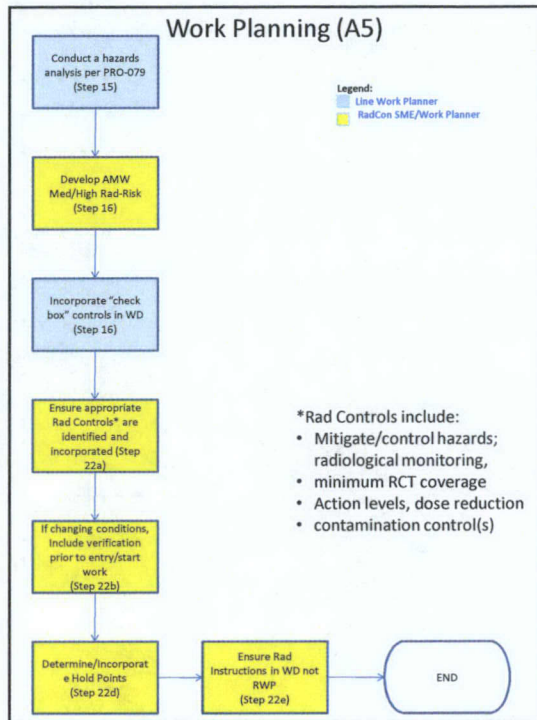 Work Planning (A5)
Conduct a hazards
analysis per PRO-079
(Step 15)
Legend:
Line Work Planner
RadCon SME/Work Planner
Develop AMW
Med/High Rad-Risk
(Step 16)
Incorporate "check
box" controls in WD
(Step 16)
Ensure appropriate
Rad Controls* are
identified and
incorporated (Step
22a)
*Rad Controls include:
• Mitigate/control hazards;
radiological monitoring,
• minimum RCT coverage
• Action levels, dose reduction
• contamination control(s)
If changing conditions,
Include verification
prior to entry/start
work
(Step 22b)
Determine/Incorporat
e Hold Points
(Step 22d)
Ensure Rad
Instructions in WD not
RWP
(Step 22e)
END